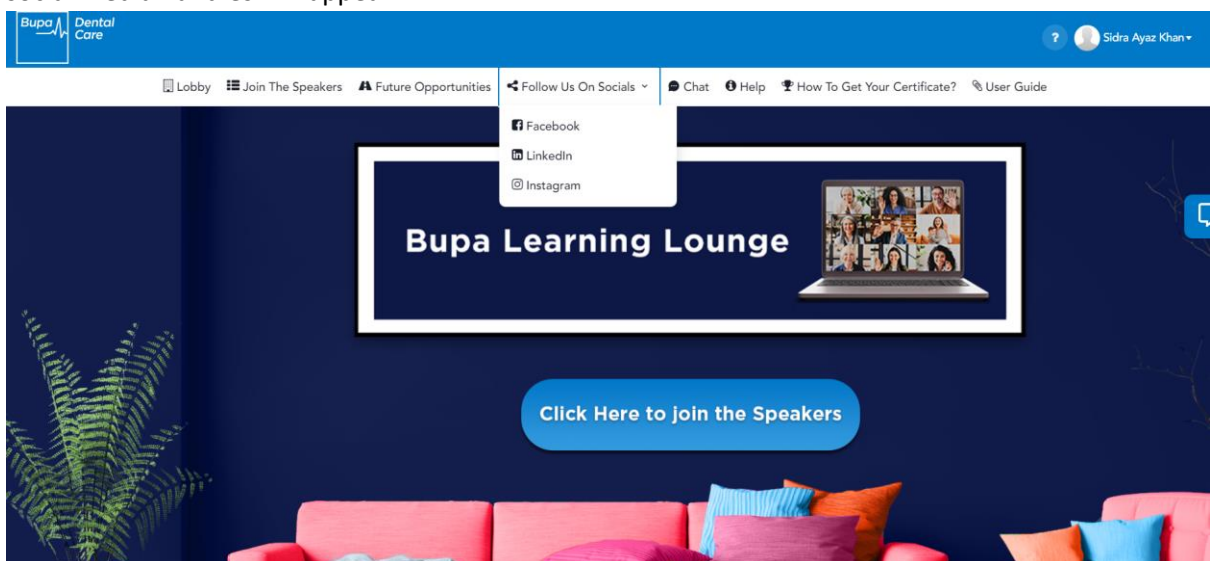 Bupa Dental
Care
? Sidra Ayaz Khan
Lobby Join The Speakers Future Opportunities Follow Us On Socials Chat Help How To Get Your Certificate? User Guide
Facebook
LinkedIn
Instagram
Bupa Learning Lounge
Click Here to join the Speakers